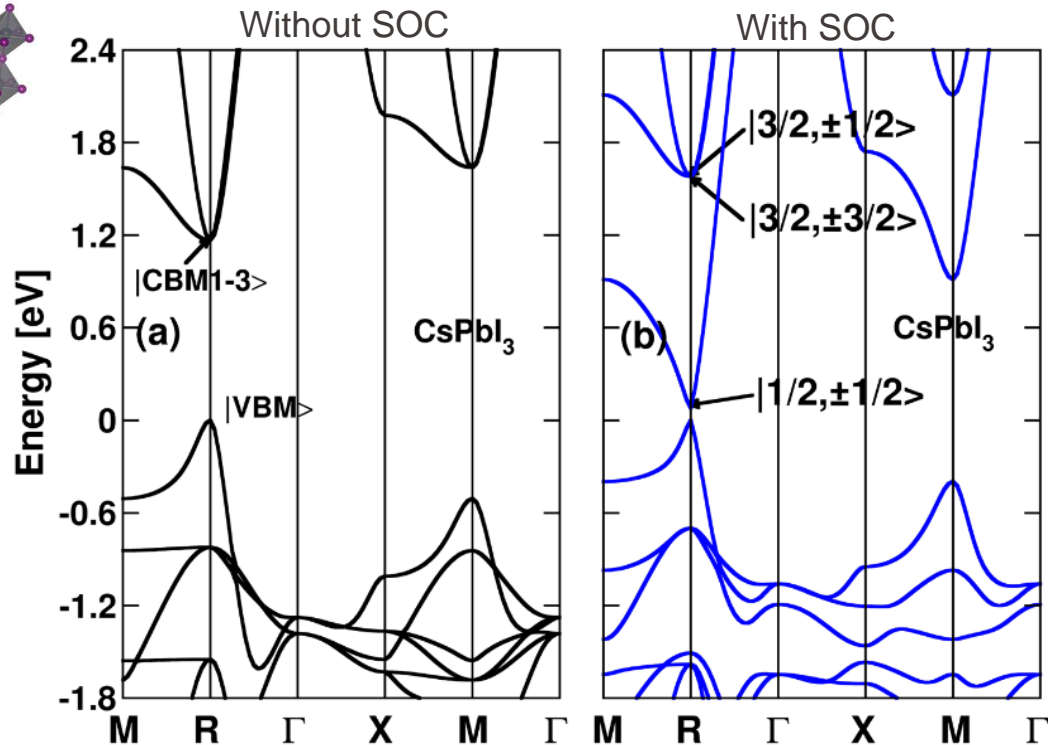 Without SOC
With SOC
Energy [eV]
2.4
1.8
1.2
0.6
0
-0.6
-1.2
-1.8
|CBM1-3>
(a)
CsPbI3
|VBM>
M R Γ X M Γ
|3/2,±1/2>
|3/2,±3/2>
(b)
CsPbI3
|1/2,±1/2>
M R Γ X M Γ